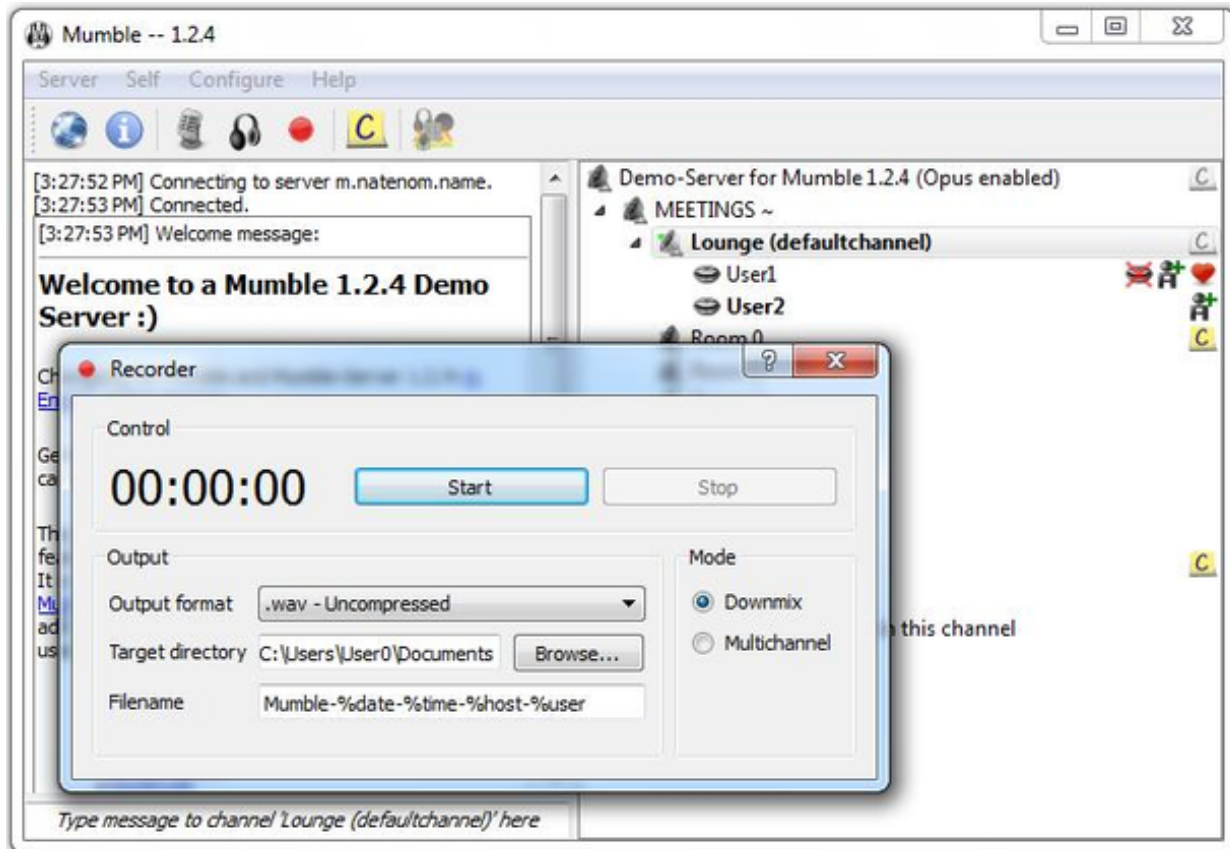 Mumble -- 1.2.4
Server Self Configure Help
C
[3:27:52 PM] Connecting to server m.natenom.name.
[3:27:53 PM] Connected.
[3:27:53 PM] Welcome message:
Welcome to a Mumble 1.2.4 Demo
Server :)
Demo-Server for Mumble 1.2.4 (Opus enabled) C
MEETINGS ~
Lounge (defaultchannel) C
User1
User2
Room 0 C
C
this channel
Recorder
Control
00:00:00 Start Stop
Output
Output format .wav - Uncompressed
Target directory C:\Users\User0\Documents Browse...
Filename Mumble-%date-%time-%host-%user
Mode
Downmix
Multichannel
Type message to channel 'Lounge (defaultchannel)' here